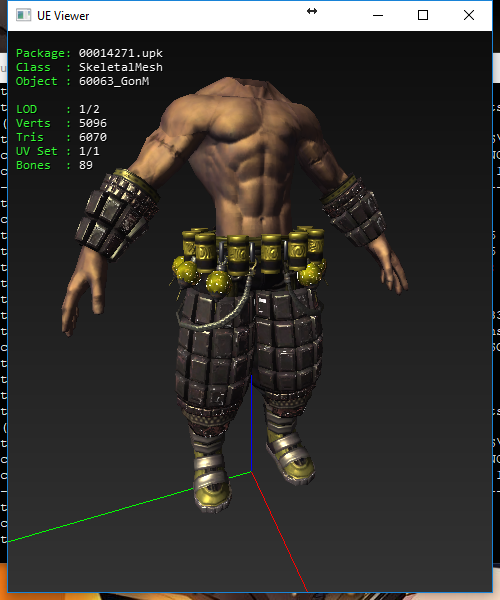 UE Viewer
Package: 00014271.upk
Class : SkeletalMesh
Object : 60063_GonM
LOD : 1/2
Verts : 5096
Tris : 6070
UV Set : 1/1
Bones : 89